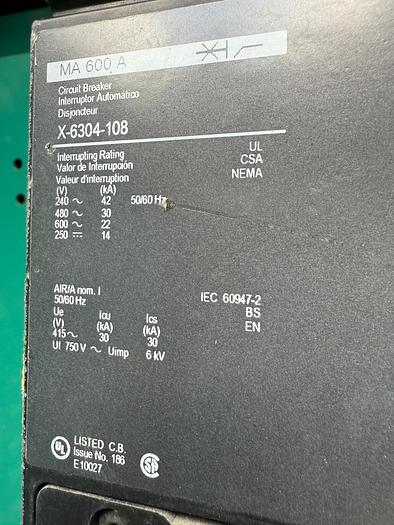 MA 600 A
Circuit Breaker
Interruptor Automático
Disjoncteur
X-6304-108
Interrupting Rating
Valor de Interrupción
Valeur d'interruption
UL
CSA
NEMA
(V) (kA)
240 ~ 42 50/60 Hz
480 ~ 30
600 ~ 22
250 ⎓ 14
AIR/A nom. I
50/60 Hz
IEC 60947-2
BS
EN
Ue Icu Ics
(V) (kA) (kA)
415 ~ 30 30
UI 750 V ~ Uimp 6 kV
UL LISTED C.B.
Issue No. 186
E10027